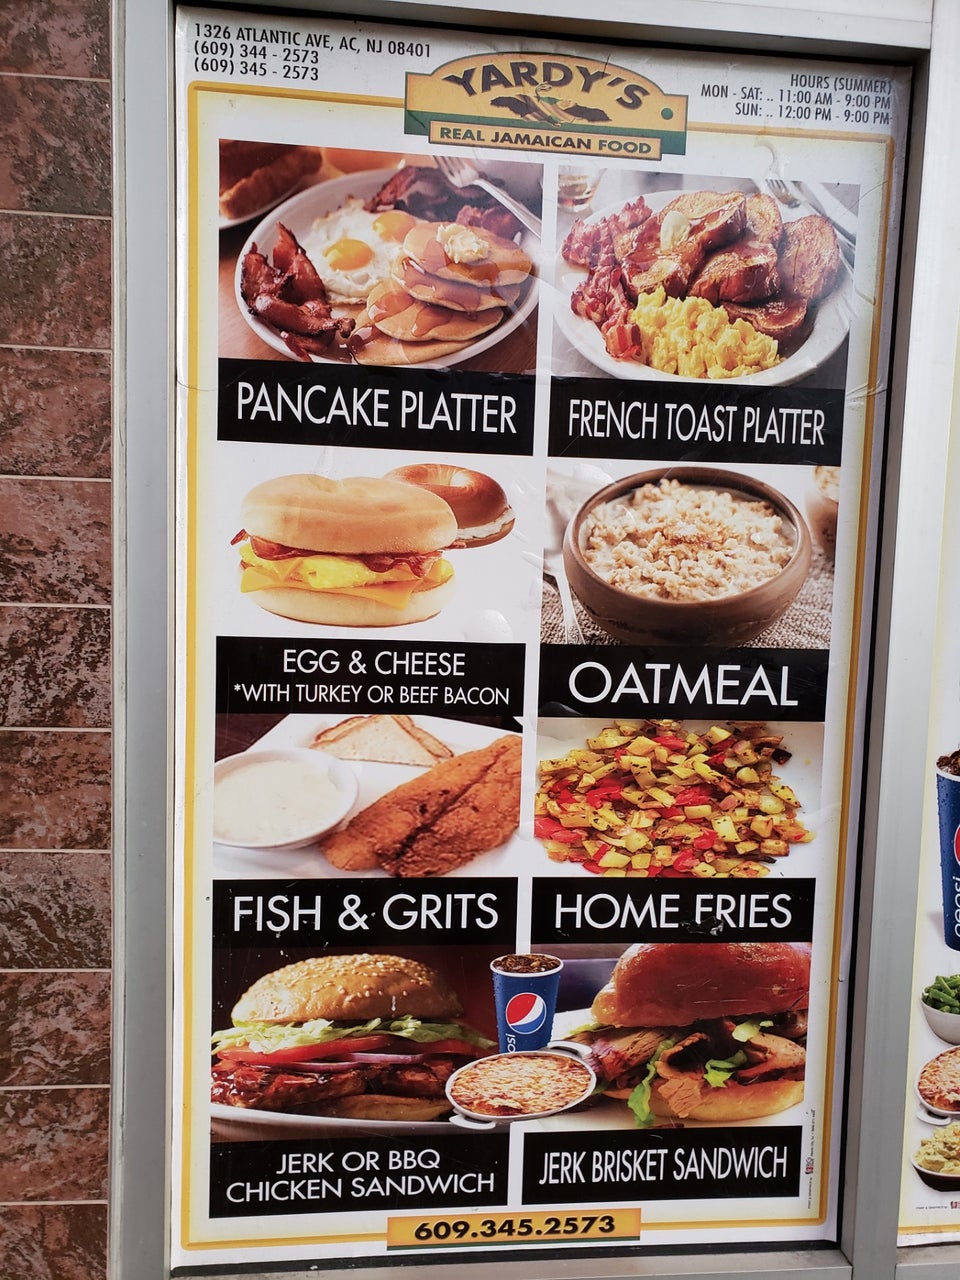 1326 ATLANTIC AVE, AC, NJ 08401
(609) 344 - 2573
(609) 345 - 2573
YARDY'S
REAL JAMAICAN FOOD
HOURS (SUMMER)
MON - SAT: .. 11:00 AM - 9:00 PM
SUN: .. 12:00 PM - 9:00 PM
PANCAKE PLATTER
FRENCH TOAST PLATTER
EGG & CHEESE
*WITH TURKEY OR BEEF BACON
OATMEAL
FISH & GRITS
HOME FRIES
JERK OR BBQ
CHICKEN SANDWICH
JERK BRISKET SANDWICH
609.345.2573
pepsi